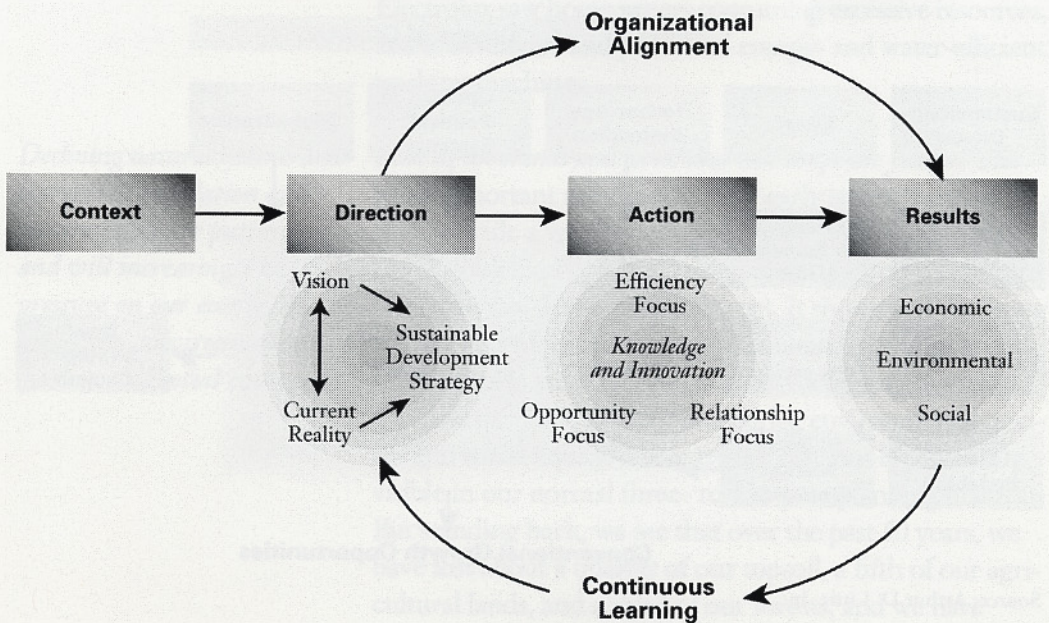 Organizational
Alignment
Context
Direction
Action
Results
Vision
Sustainable
Development
Strategy
Current
Reality
Efficiency
Focus
Knowledge
and Innovation
Opportunity
Focus
Relationship
Focus
Economic
Environmental
Social
Continuous
Learning